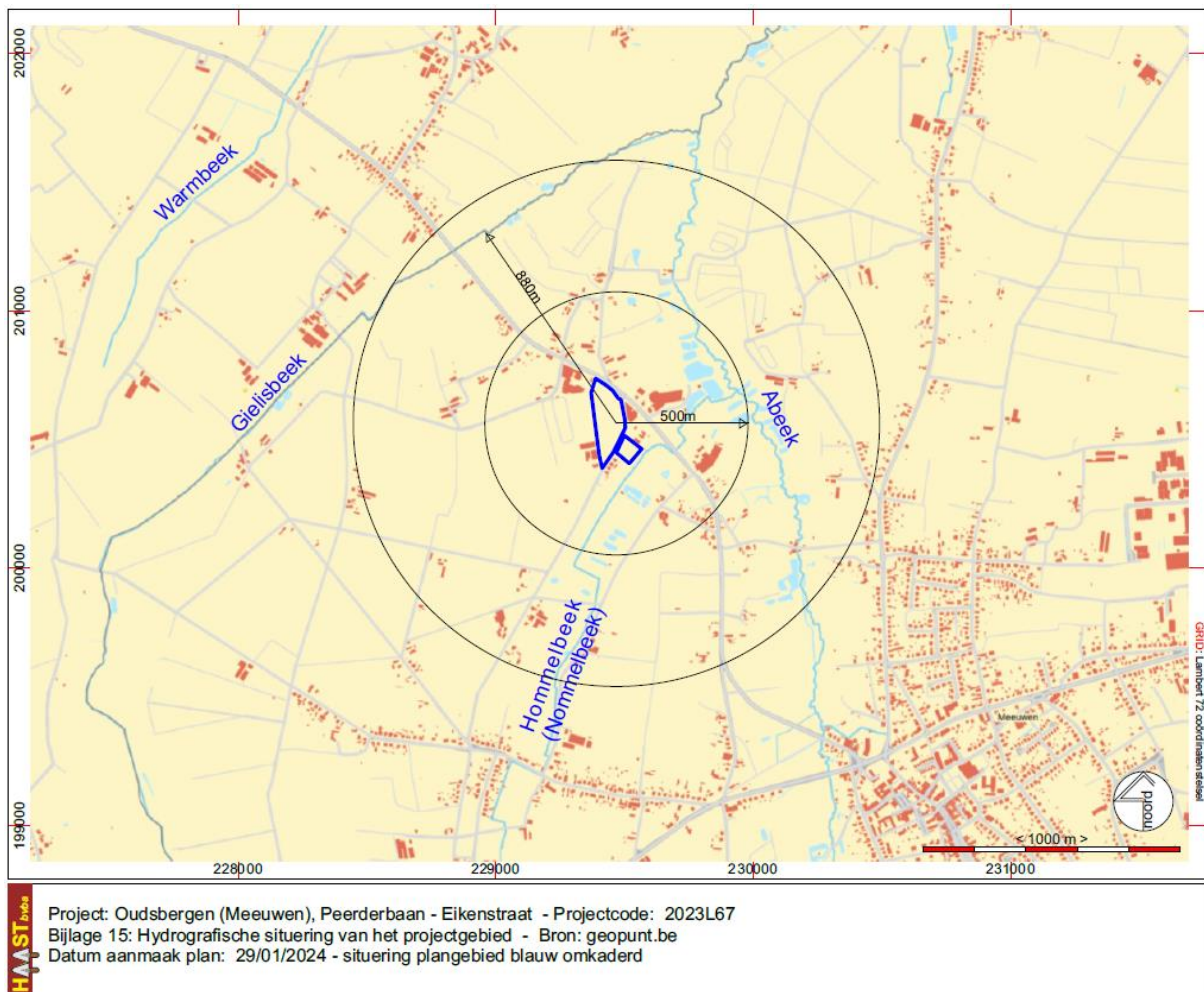 202000
201000
200000
199000
Warmbeek
Gielisbeek
880m
500m
Abeek
Hommelbeek
(Nommelbeek)
Meeuwen
GRID: Lambert 72 coördinatenstelsel
noord
< 1000 m >
228000
229000
230000
231000
HAAST bvba
Project: Oudsbergen (Meeuwen), Peerderbaan - Eikenstraat - Projectcode: 2023L67
Bijlage 15: Hydrografische situering van het projectgebied - Bron: geopunt.be
Datum aanmaak plan: 29/01/2024 - situering plangebied blauw omkaderd